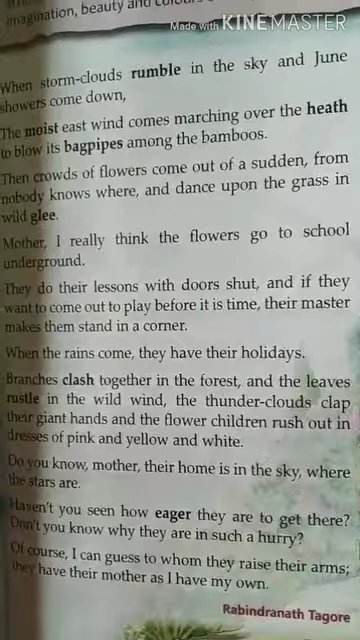 imagination, beauty and colours
Made with KINEMASTER
When storm-clouds rumble in the sky and June
showers come down,
The moist east wind comes marching over the heath
to blow its bagpipes among the bamboos.
Then crowds of flowers come out of a sudden, from
nobody knows where, and dance upon the grass in
wild glee.
Mother, I really think the flowers go to school
underground.
They do their lessons with doors shut, and if they
want to come out to play before it is time, their master
makes them stand in a corner.
When the rains come, they have their holidays.
Branches clash together in the forest, and the leaves
rustle in the wild wind, the thunder-clouds clap
their giant hands and the flower children rush out in
dresses of pink and yellow and white.
Do you know, mother, their home is in the sky, where
the stars are.
Haven't you seen how eager they are to get there?
Don't you know why they are in such a hurry?
Of course, I can guess to whom they raise their arms;
they have their mother as I have my own.
Rabindranath Tagore